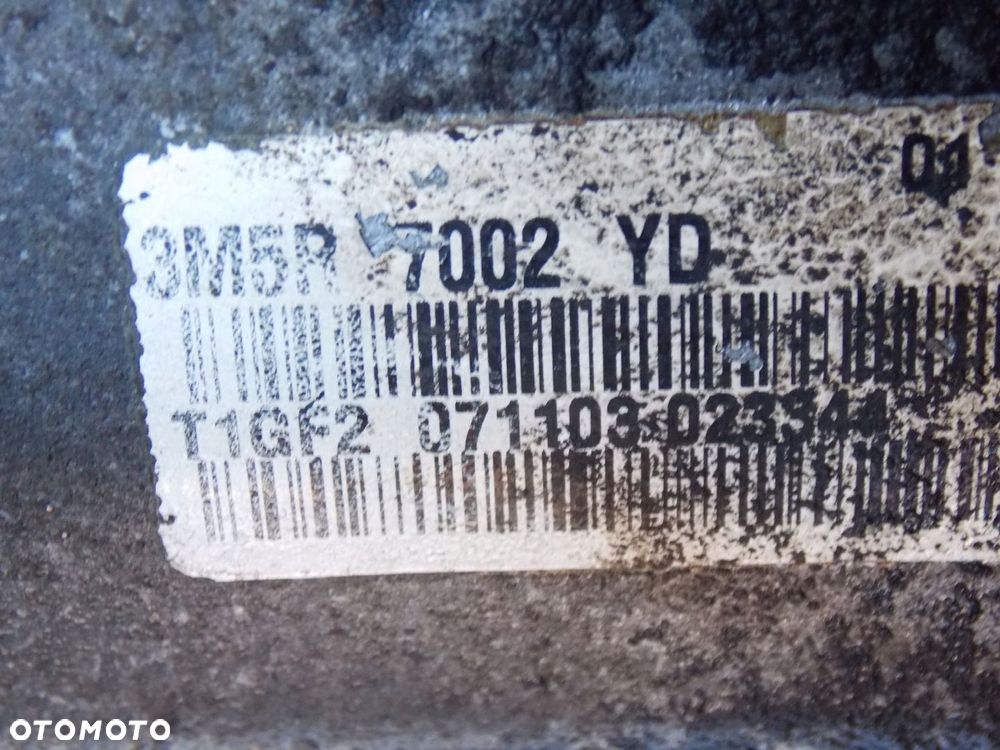 01
3M5R 7002 YD
T1GF2 071103 023344
OTOMOTO